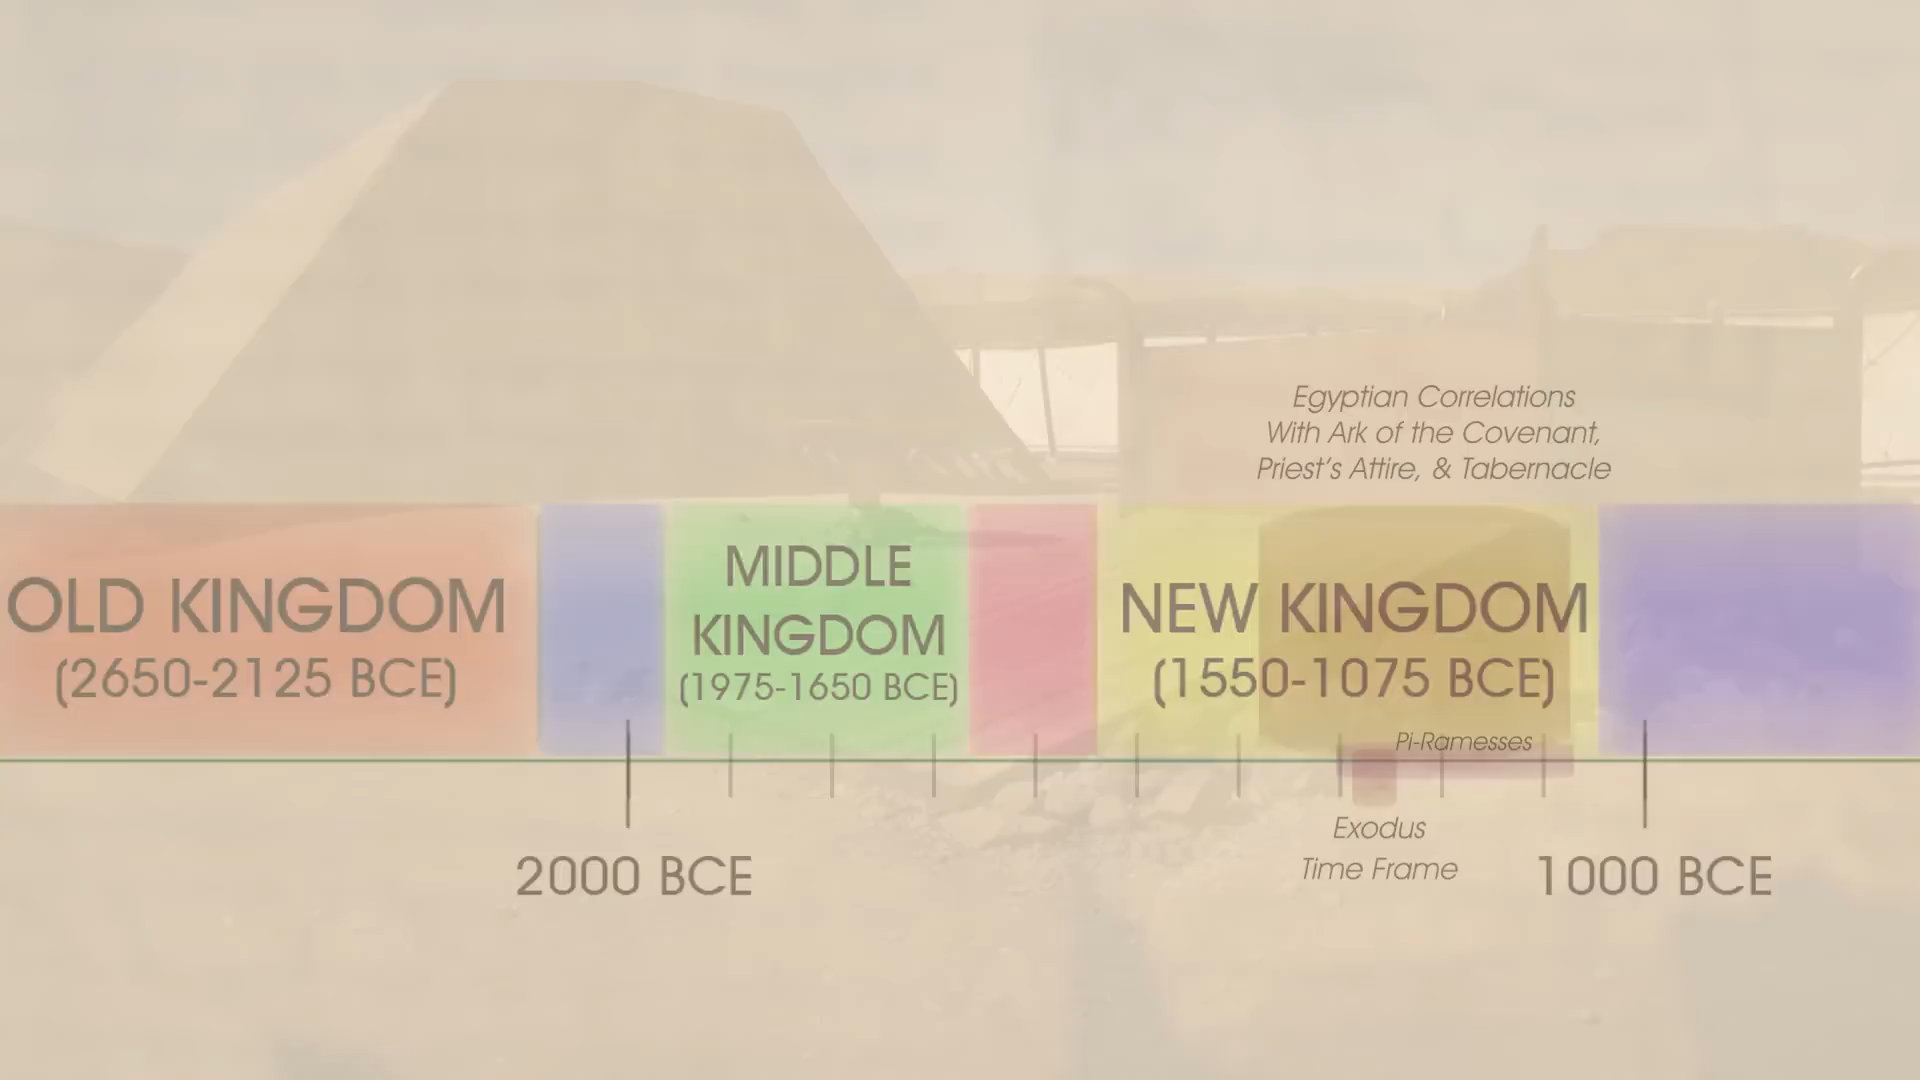 Egyptian Correlations
With Ark of the Covenant,
Priest's Attire, & Tabernacle
OLD KINGDOM
(2650-2125 BCE)
MIDDLE
KINGDOM
(1975-1650 BCE)
NEW KINGDOM
(1550-1075 BCE)
Pi-Ramesses
Exodus
Time Frame
2000 BCE
1000 BCE